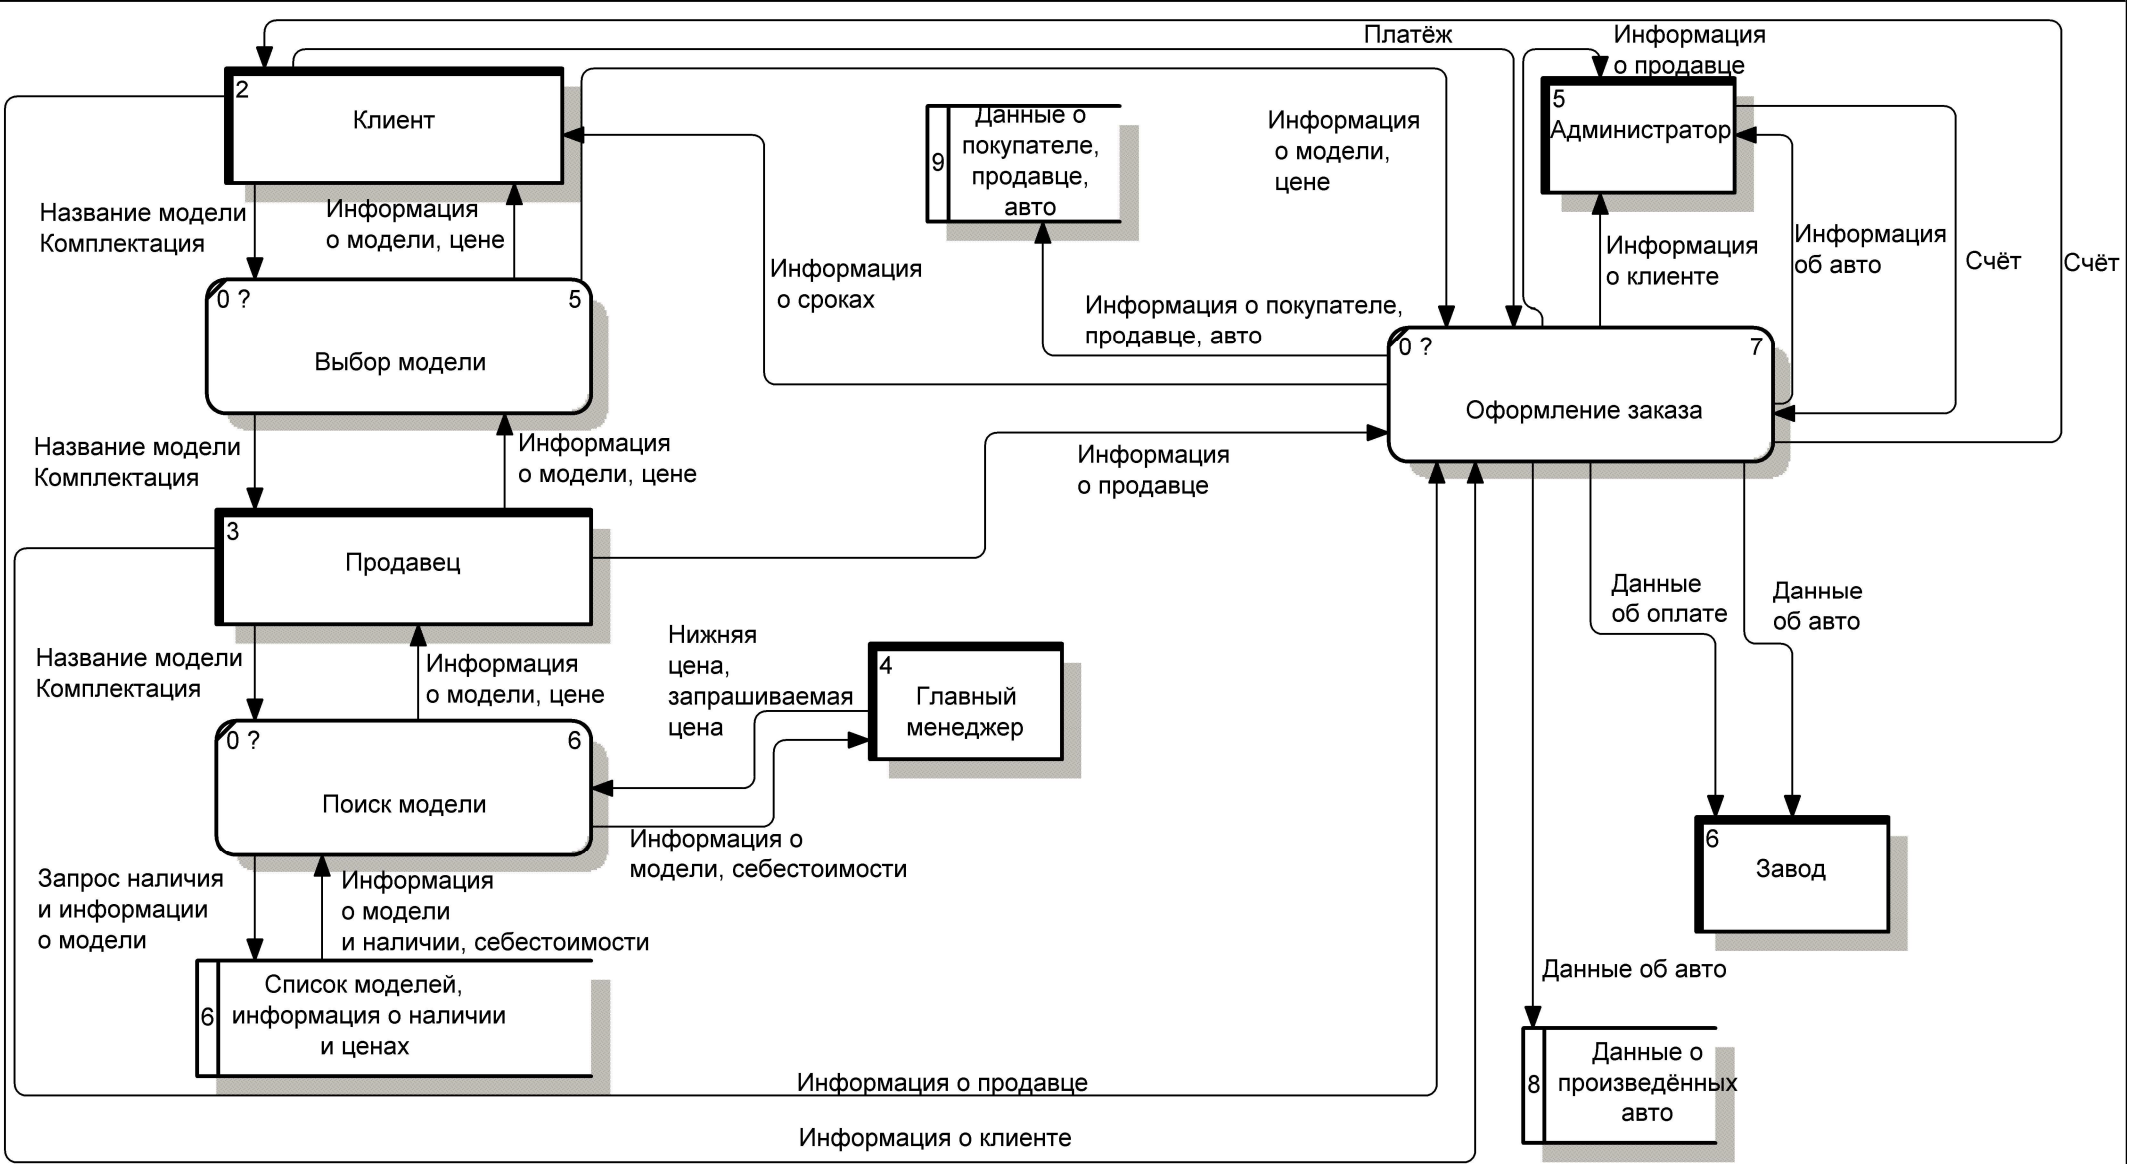 Платёж
Информация
о продавце
2
Клиент
5
Администратор
Данные о
покупателе,
продавце,
авто
9
Информация
о модели,
цене
Название модели
Комплектация
Информация
о модели, цене
Информация
о сроках
Информация
о клиенте
Информация
об авто
Счёт
Счёт
0 ?
5
Выбор модели
Информация о покупателе,
продавце, авто
0 ?
7
Оформление заказа
Название модели
Комплектация
Информация
о модели, цене
Информация
о продавце
3
Продавец
Данные
об оплате
Данные
об авто
Название модели
Комплектация
Информация
о модели, цене
Нижняя
цена,
запрашиваемая
цена
4
Главный
менеджер
0 ?
6
Поиск модели
Информация о
модели, себестоимости
6
Завод
Запрос наличия
и информации
о модели
Информация
о модели
и наличии, себестоимости
Данные об авто
6
Список моделей,
информация о наличии
и ценах
8
Данные о
произведённых
авто
Информация о продавце
Информация о клиенте